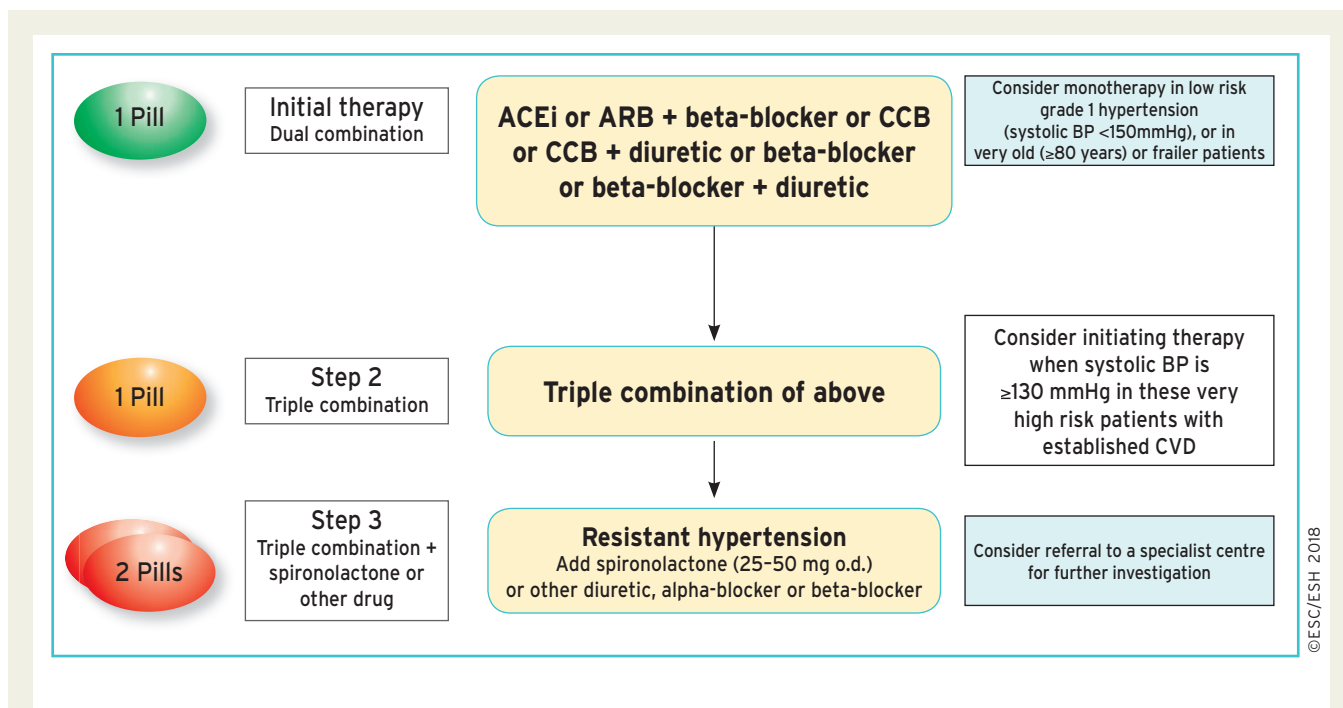 1 Pill
Initial therapy
Dual combination
ACEi or ARB + beta-blocker or CCB
or CCB + diuretic or beta-blocker
or beta-blocker + diuretic
Consider monotherapy in low risk
grade 1 hypertension
(systolic BP <150mmHg), or in
very old (≥80 years) or frailer patients
1 Pill
Step 2
Triple combination
Triple combination of above
Consider initiating therapy
when systolic BP is
≥130 mmHg in these very
high risk patients with
established CVD
2 Pills
Step 3
Triple combination +
spironolactone or
other drug
Resistant hypertension
Add spironolactone (25–50 mg o.d.)
or other diuretic, alpha-blocker or beta-blocker
Consider referral to a specialist centre
for further investigation
©ESC/ESH 2018